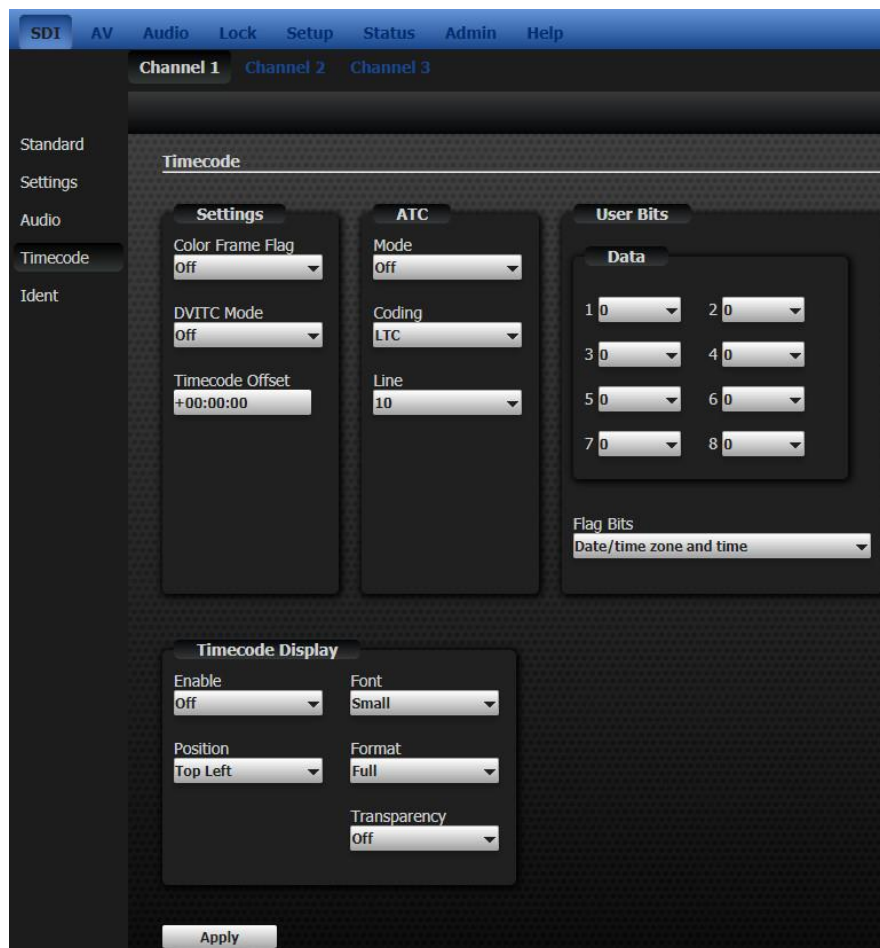 SDI AV Audio Lock Setup Status Admin Help
Channel 1 Channel 2 Channel 3
Standard
Settings
Audio
Timecode
Ident
Timecode
Settings
Color Frame Flag
Off
DVITC Mode
Off
Timecode Offset
+00:00:00
ATC
Mode
Off
Coding
LTC
Line
10
User Bits
Data
1 0 2 0
3 0 4 0
5 0 6 0
7 0 8 0
Flag Bits
Date/time zone and time
Timecode Display
Enable
Off
Position
Top Left
Font
Small
Format
Full
Transparency
Off
Apply